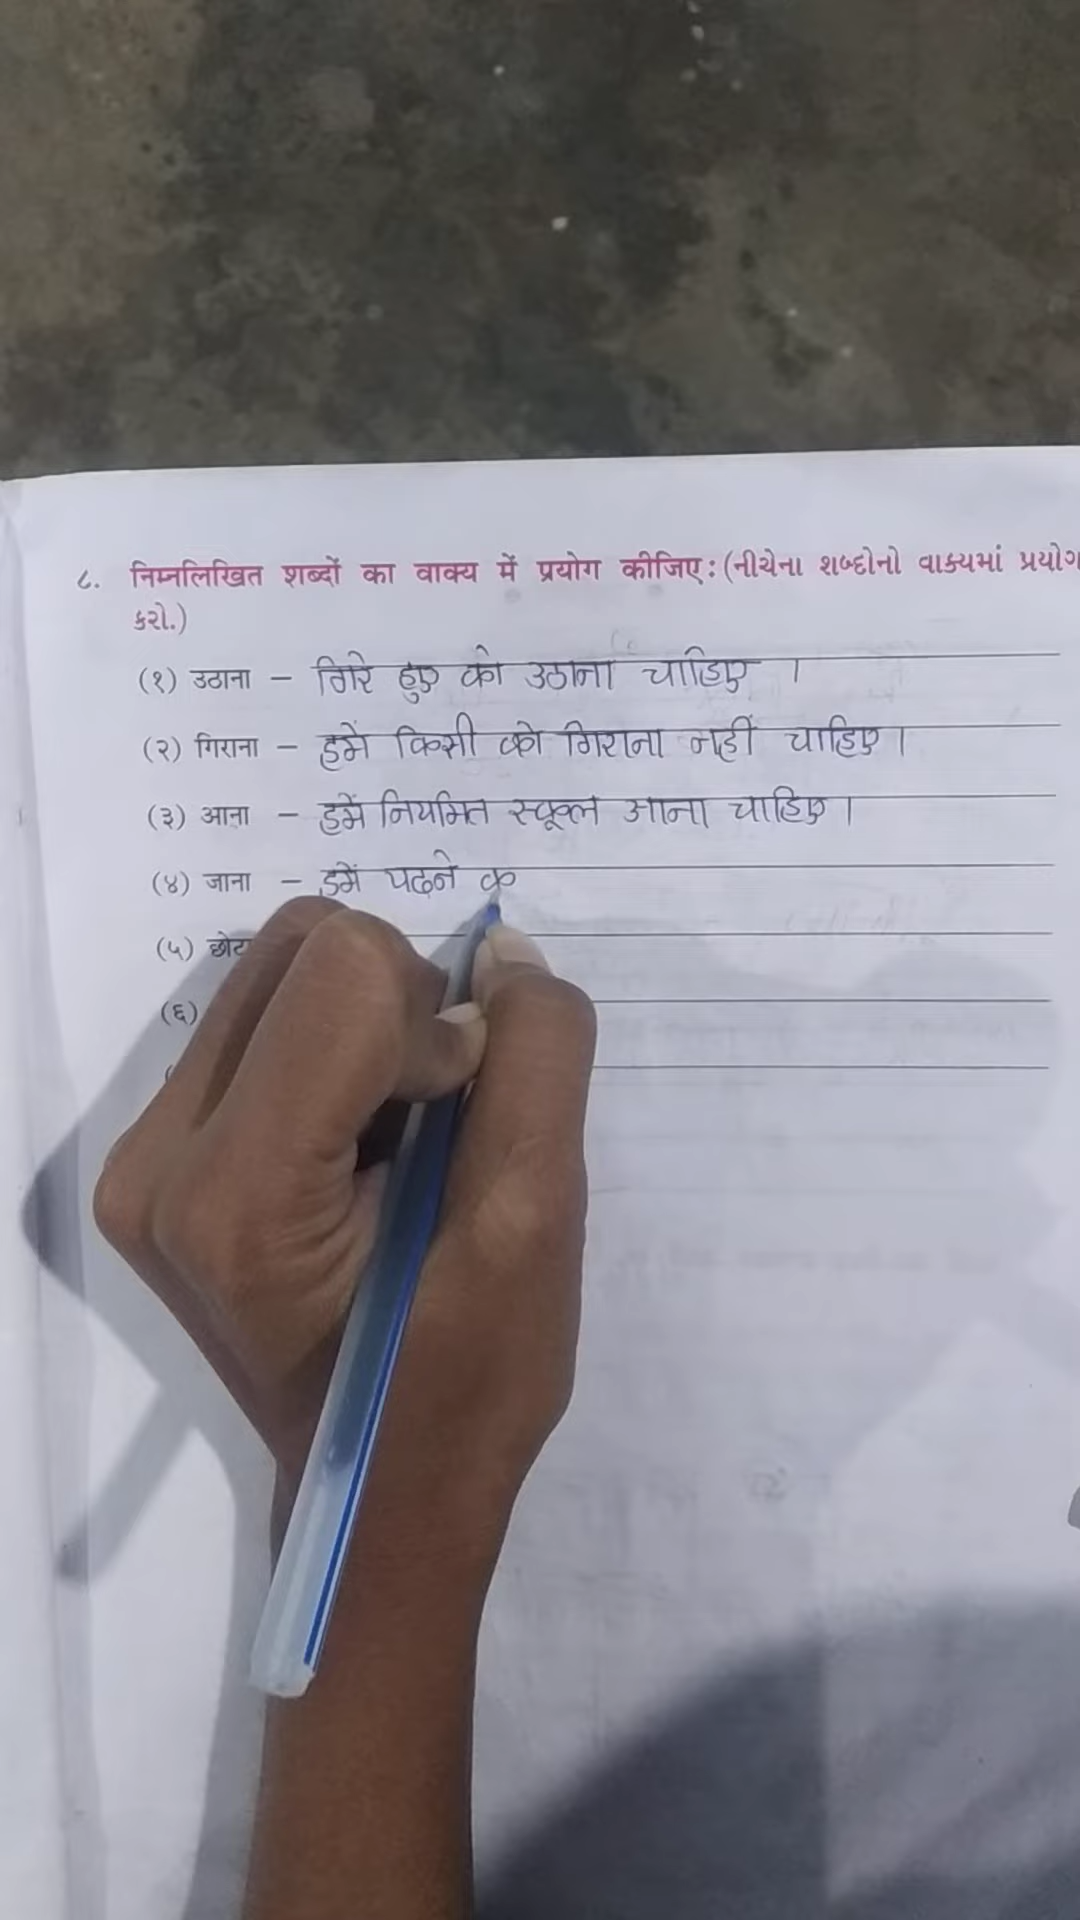 ८. निम्नलिखित शब्दों का वाक्य में प्रयोग कीजिए : (નીચેના શબ્દોનો વાક્યમાં પ્રયોગ
કરો.)
(१) उठाना – गिरे हुए को उठाना चाहिए ।
(२) गिराना – हमें किसी को गिराना नहीं चाहिए ।
(३) आना – हमें नियमित स्कूल आना चाहिए ।
(४) जाना – हमें पढने क
(५) छोटा
(६)